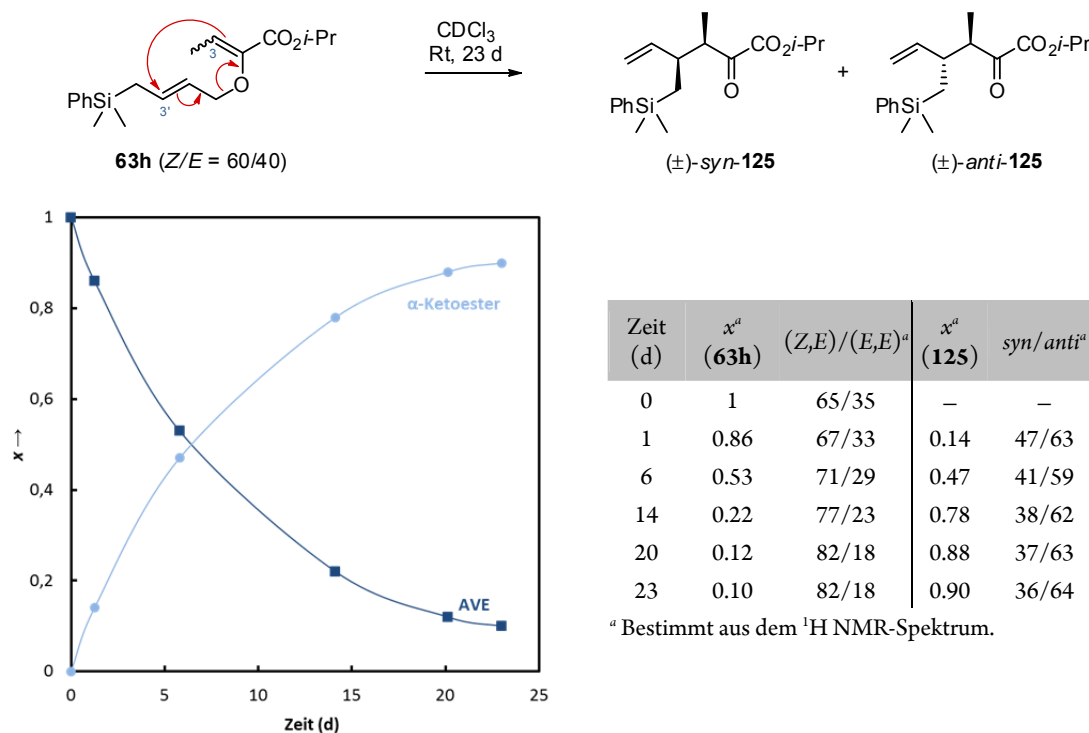 CDCl3
Rt, 23 d
3
CO2i-Pr
O
PhSi
3'
63h (Z/E = 60/40)
CO2i-Pr
O
PhSi
(±)-syn-125
+
CO2i-Pr
O
PhSi
(±)-anti-125
1
0,8
0,6
0,4
0,2
0
x →
α-Ketoester
AVE
0 5 10 15 20 25
Zeit (d)
Zeit (d) xᵃ (63h) (Z,E)/(E,E)ᵃ xᵃ (125) syn/antiᵃ
0 1 65/35 – –
1 0.86 67/33 0.14 47/63
6 0.53 71/29 0.47 41/59
14 0.22 77/23 0.78 38/62
20 0.12 82/18 0.88 37/63
23 0.10 82/18 0.90 36/64
ᵃ Bestimmt aus dem ¹H NMR-Spektrum.